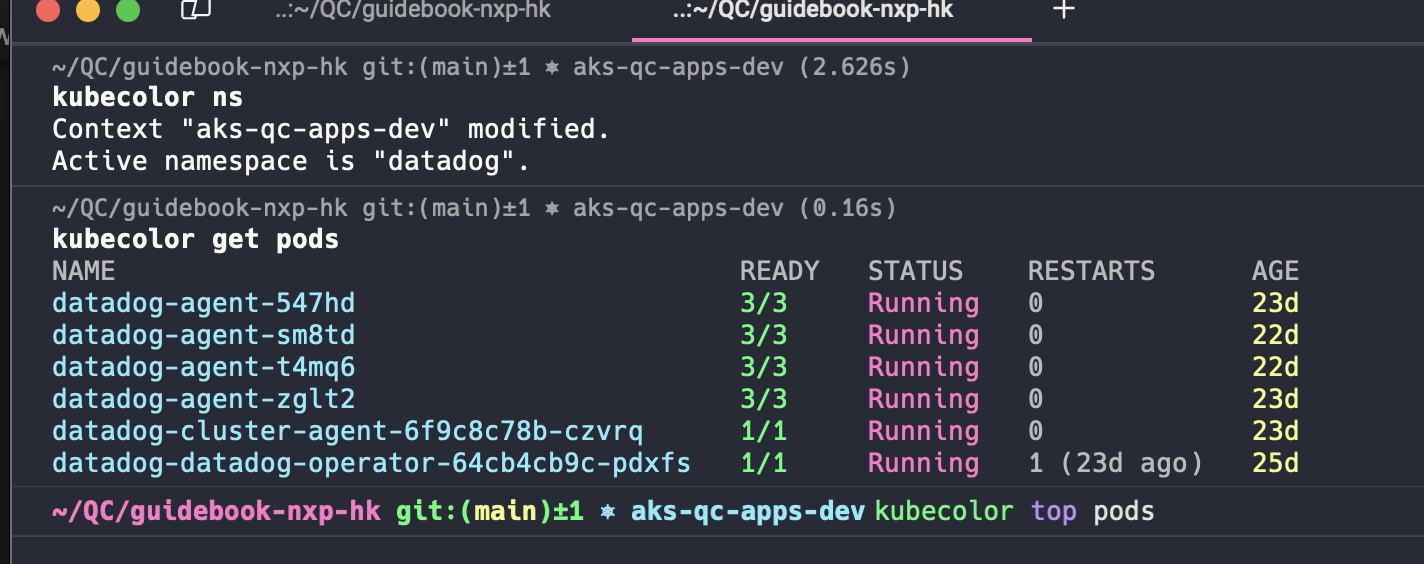 ..:~/QC/guidebook-nxp-hk ..:~/QC/guidebook-nxp-hk +
~/QC/guidebook-nxp-hk git:(main)±1 ⎈ aks-qc-apps-dev (2.626s)
kubecolor ns
Context "aks-qc-apps-dev" modified.
Active namespace is "datadog".
~/QC/guidebook-nxp-hk git:(main)±1 ⎈ aks-qc-apps-dev (0.16s)
kubecolor get pods
NAME READY STATUS RESTARTS AGE
datadog-agent-547hd 3/3 Running 0 23d
datadog-agent-sm8td 3/3 Running 0 22d
datadog-agent-t4mq6 3/3 Running 0 22d
datadog-agent-zglt2 3/3 Running 0 23d
datadog-cluster-agent-6f9c8c78b-czvrq 1/1 Running 0 23d
datadog-datadog-operator-64cb4cb9c-pdxfs 1/1 Running 1 (23d ago) 25d
~/QC/guidebook-nxp-hk git:(main)±1 ⎈ aks-qc-apps-dev kubecolor top pods